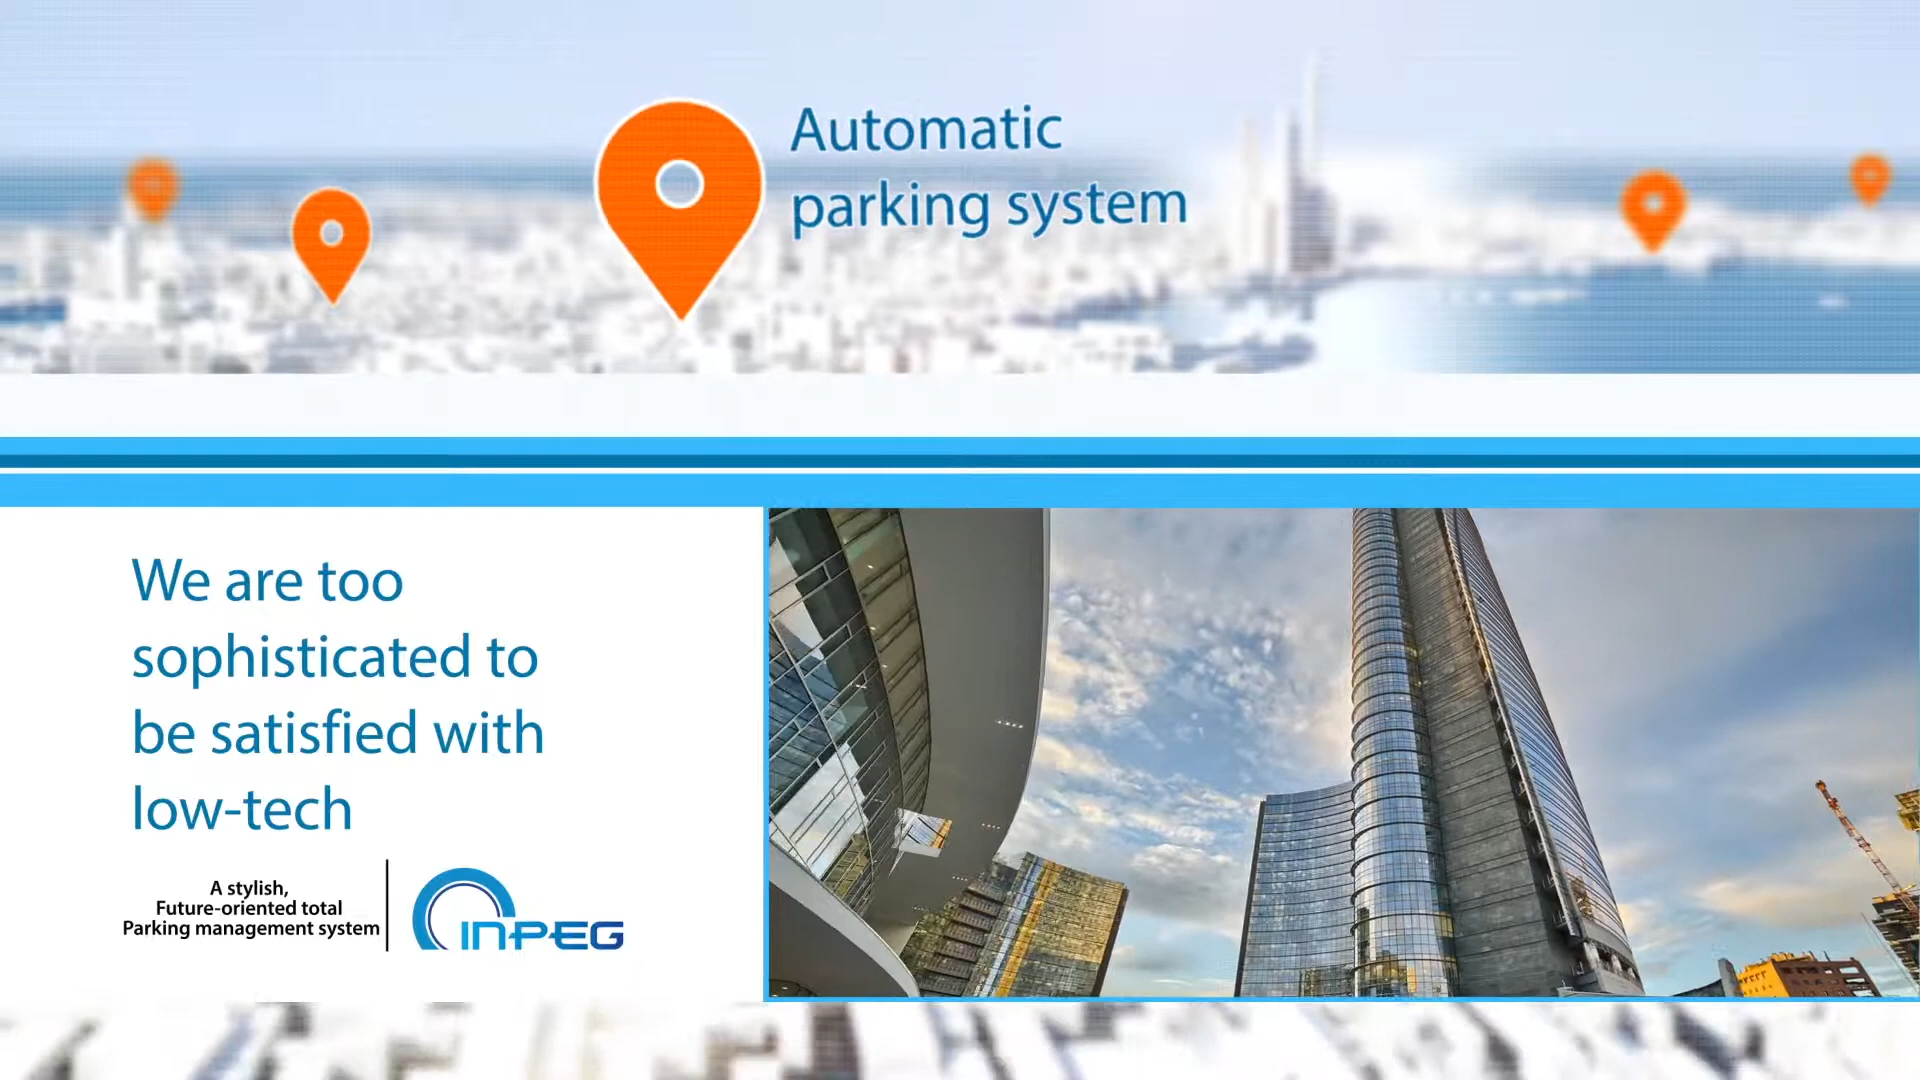 Automatic
parking system
We are too
sophisticated to
be satisfied with
low-tech
A stylish,
Future-oriented total
Parking management system
INPEG